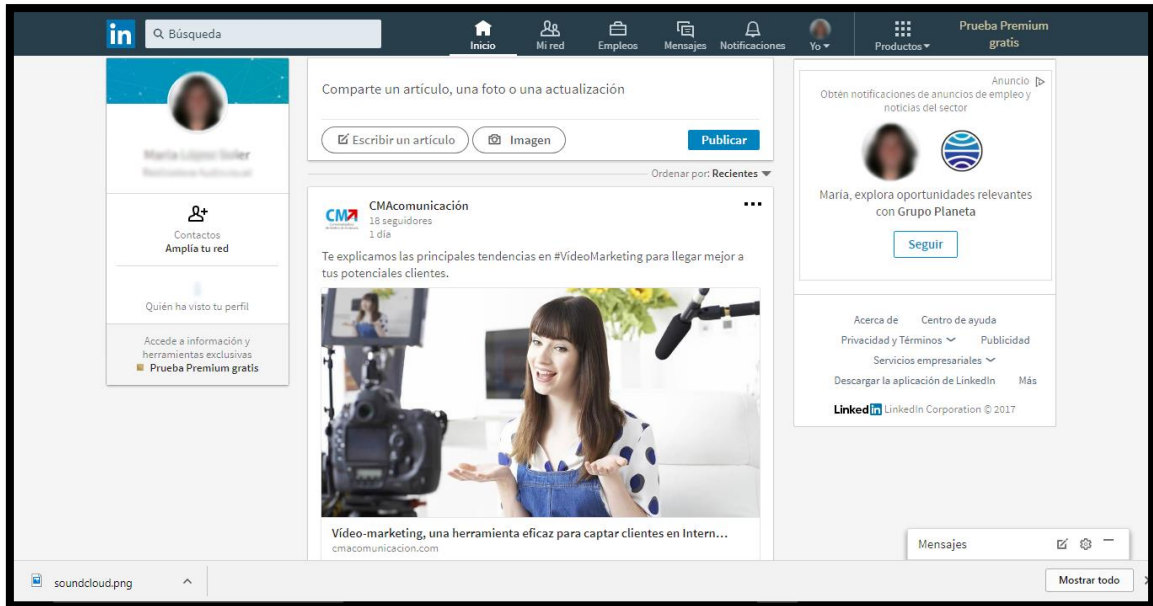 in
Búsqueda
Inicio
Mi red
Empleos
Mensajes
Notificaciones
Yo
Productos
Prueba Premium
gratis
Contactos
Amplía tu red
Quién ha visto tu perfil
Accede a información y
herramientas exclusivas
Prueba Premium gratis
Comparte un artículo, una foto o una actualización
Escribir un artículo
Imagen
Publicar
Ordenar por: Recientes
CMA
CMAcomunicación
18 seguidores
1 día
Te explicamos las principales tendencias en #VídeoMarketing para llegar mejor a
tus potenciales clientes.
Vídeo-marketing, una herramienta eficaz para captar clientes en Intern...
cmacomunicacion.com
Anuncio
Obtén notificaciones de anuncios de empleo y
noticias del sector
María, explora oportunidades relevantes
con Grupo Planeta
Seguir
Acerca de Centro de ayuda
Privacidad y Términos Publicidad
Servicios empresariales
Descargar la aplicación de LinkedIn Más
Linked in LinkedIn Corporation © 2017
Mensajes
soundcloud.png
Mostrar todo